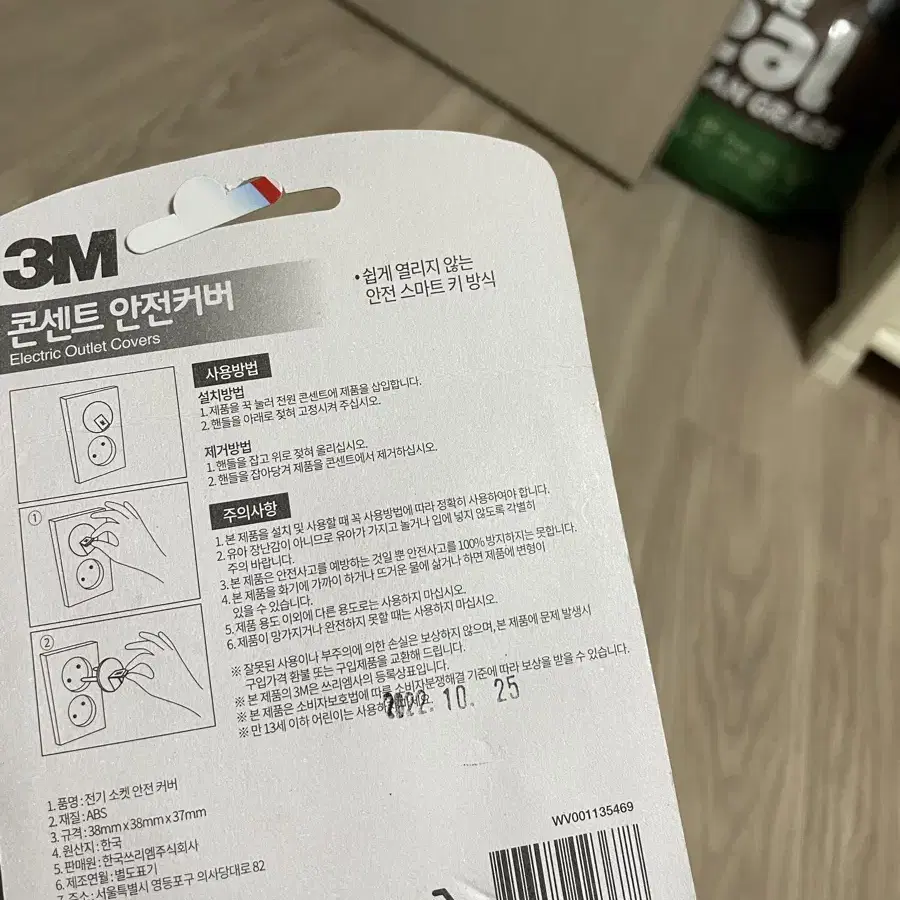 eal
AN GRADE
3M
콘센트 안전커버
Electric Outlet Covers
• 쉽게 열리지 않는
안전 스마트 키 방식
사용방법
설치방법
1. 제품을 꾹 눌러 전원 콘센트에 제품을 삽입합니다.
2. 핸들을 아래로 젖혀 고정시켜 주십시오.
제거방법
1. 핸들을 잡고 위로 젖혀 올리십시오.
2. 핸들을 잡아당겨 제품을 콘센트에서 제거하십시오.
①
②
주의사항
1. 본 제품을 설치 및 사용할 때 꼭 사용방법에 따라 정확히 사용하여야 합니다.
2. 유아 장난감이 아니므로 유아가 가지고 놀거나 입에 넣지 않도록 각별히
주의 바랍니다.
3. 본 제품은 안전사고를 예방하는 것일 뿐 안전사고를 100% 방지하지는 못합니다.
4. 본 제품을 화기에 가까이 하거나 뜨거운 물에 삶거나 하면 제품에 변형이
있을 수 있습니다.
5. 제품 용도 이외에 다른 용도로는 사용하지 마십시오.
6. 제품이 망가지거나 완전하지 못할 때는 사용하지 마십시오.
※ 잘못된 사용이나 부주의에 의한 손실은 보상하지 않으며, 본 제품에 문제 발생시
구입가격 환불 또는 구입제품을 교환해 드립니다.
※ 본 제품의 3M은 쓰리엠사의 등록상표입니다.
※ 본 제품은 소비자보호법에 따른 소비자분쟁해결 기준에 따라 보상을 받을 수 있습니다.
※ 만 13세 이하 어린이는 사용하지 마세요.
2022. 10. 25
1. 품명 : 전기 소켓 안전 커버
2. 재질 : ABS
3. 규격 : 38mm x 38mm x 37mm
4. 원산지 : 한국
5. 판매원 : 한국쓰리엠주식회사
6. 제조연월 : 별도표기
7. 주소 : 서울특별시 영등포구 의사당대로 82
WV001135469